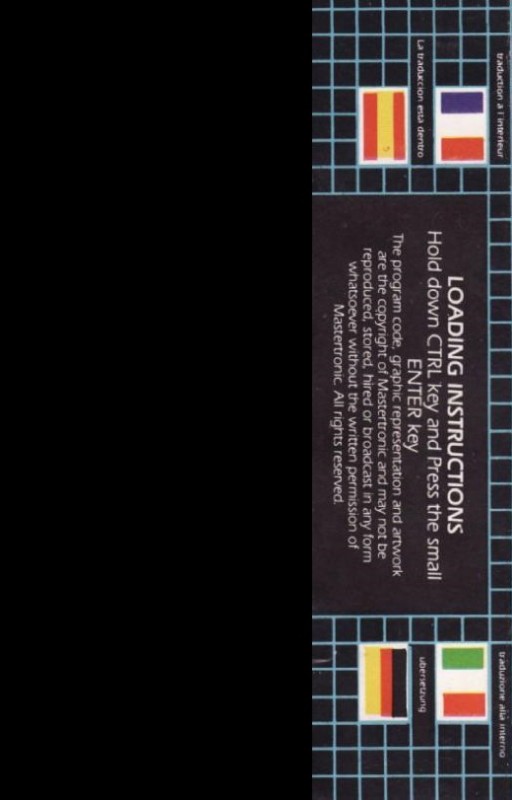 traduction a l interieur
La traduccion está dentro
LOADING INSTRUCTIONS
Hold down CTRL key and Press the small
ENTER key
The program code, graphic representation and artwork
are the copyright of Mastertronic and may not be
reproduced, stored, hired or broadcast in any form
whatsoever without the written permission of
Mastertronic. All rights reserved.
traduzione alla interno
ubersetzung